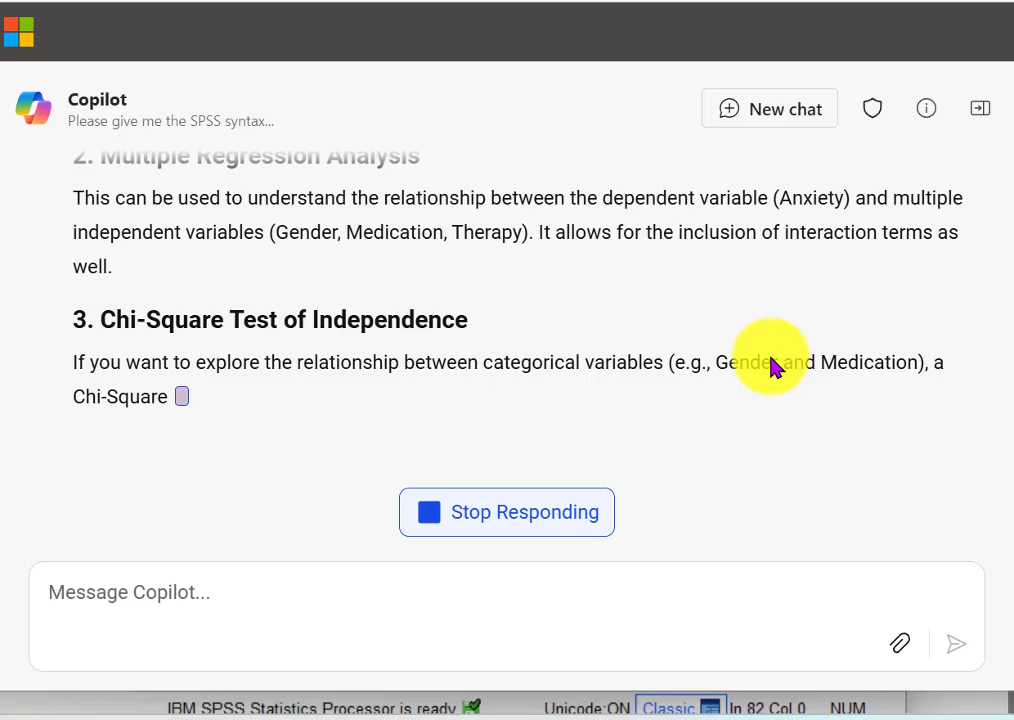 Copilot
Please give me the SPSS syntax...
New chat
2. Multiple Regression Analysis
This can be used to understand the relationship between the dependent variable (Anxiety) and multiple
independent variables (Gender, Medication, Therapy). It allows for the inclusion of interaction terms as
well.
3. Chi-Square Test of Independence
If you want to explore the relationship between categorical variables (e.g., Gender and Medication), a
Chi-Square
Stop Responding
Message Copilot...
IBM SPSS Statistics Processor is ready Unicode:ON Classic In 82 Col 0 NUM